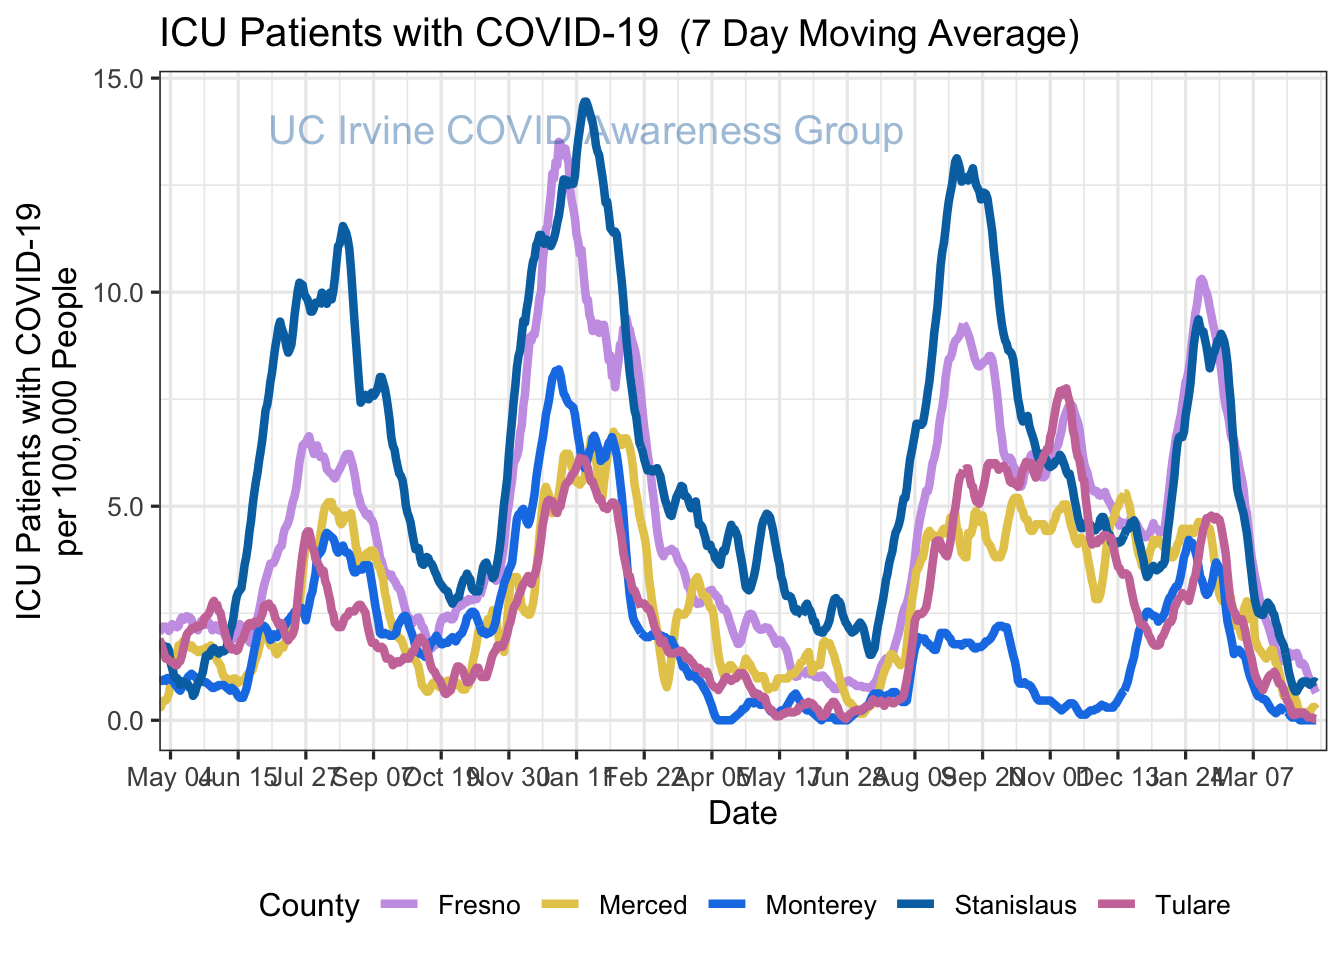 ICU Patients with COVID-19 (7 Day Moving Average)
UC Irvine COVID Awareness Group
15.0
10.0
5.0
0.0
ICU Patients with COVID-19
per 100,000 People
May 04 Jun 15 Jul 27 Sep 07 Oct 19 Nov 30 Jan 11 Feb 22 Apr 05 May 17 Jun 28 Aug 09 Sep 20 Nov 01 Dec 13 Jan 24 Mar 07
Date
County Fresno Merced Monterey Stanislaus Tulare